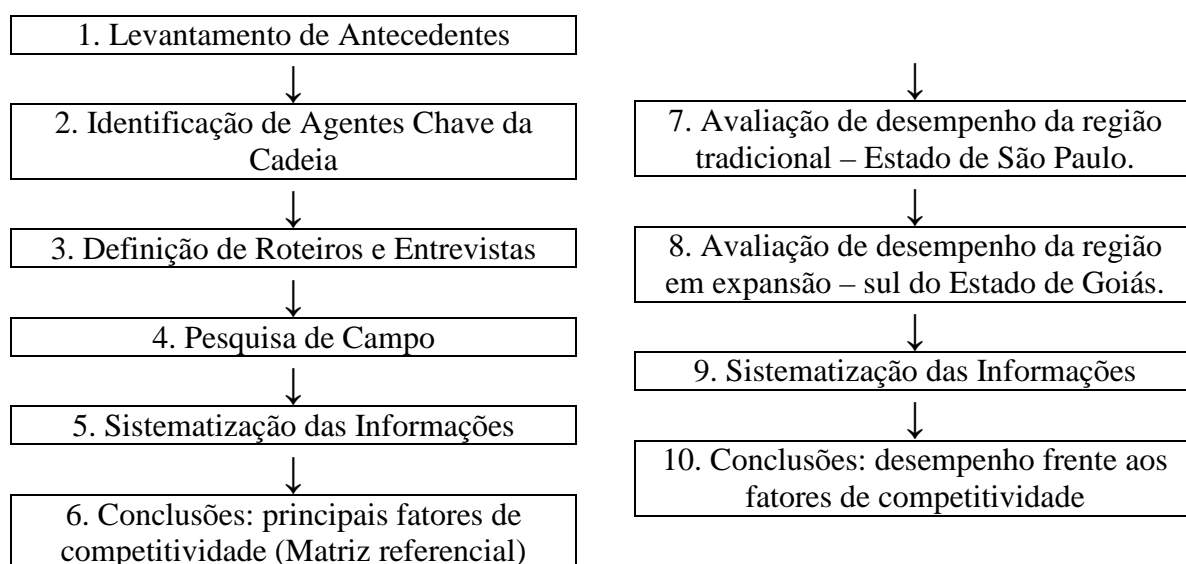 1. Levantamento de Antecedentes
2. Identificação de Agentes Chave da
Cadeia
3. Definição de Roteiros e Entrevistas
4. Pesquisa de Campo
5. Sistematização das Informações
6. Conclusões: principais fatores de
competitividade (Matriz referencial)
7. Avaliação de desempenho da região
tradicional – Estado de São Paulo.
8. Avaliação de desempenho da região
em expansão – sul do Estado de Goiás.
9. Sistematização das Informações
10. Conclusões: desempenho frente aos
fatores de competitividade